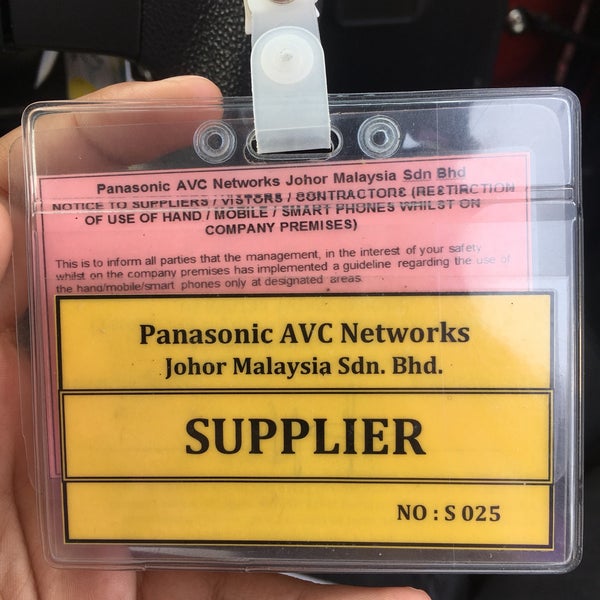 Panasonic AVC Networks Johor Malaysia Sdn Bhd
NOTICE TO SUPPLIERS / VISTORS / CONTRACTORS (RESTIRCTION
OF USE OF HAND / MOBILE / SMART PHONES WHILST ON
COMPANY PREMISES)
This is to inform all parties that the management, in the interest of your safety
whilst on the company premises has implemented a guideline regarding the use of
the hand/mobile/smart phones only at designated areas.
Panasonic AVC Networks
Johor Malaysia Sdn. Bhd.
SUPPLIER
NO : S 025